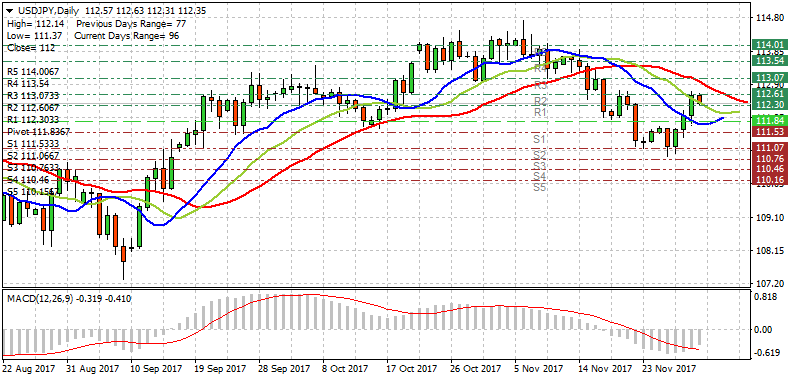 USDJPY,Daily 112.57 112.63 112.31 112.35
High= 112.14 Previous Days Range= 77
Low= 111.37 Current Days Range= 96
Close= 112
R5 114.0067
R4 113.54
R3 113.0733
R2 112.6067
R1 112.3033
Pivot 111.8367
S1 111.5333
S2 111.0667
S3 110.7633
S4 110.46
S5 110.1567
R3
R2
R1
S1
S2
S3
S4
S5
114.80
114.01
113.85
113.54
113.07
112.61
112.30
111.84
111.53
111.07
110.76
110.46
110.16
109.10
108.15
107.20
MACD(12,26,9) -0.319 -0.410
0.818
0.00
-0.619
22 Aug 2017 31 Aug 2017 10 Sep 2017 19 Sep 2017 28 Sep 2017 8 Oct 2017 17 Oct 2017 26 Oct 2017 5 Nov 2017 14 Nov 2017 23 Nov 2017